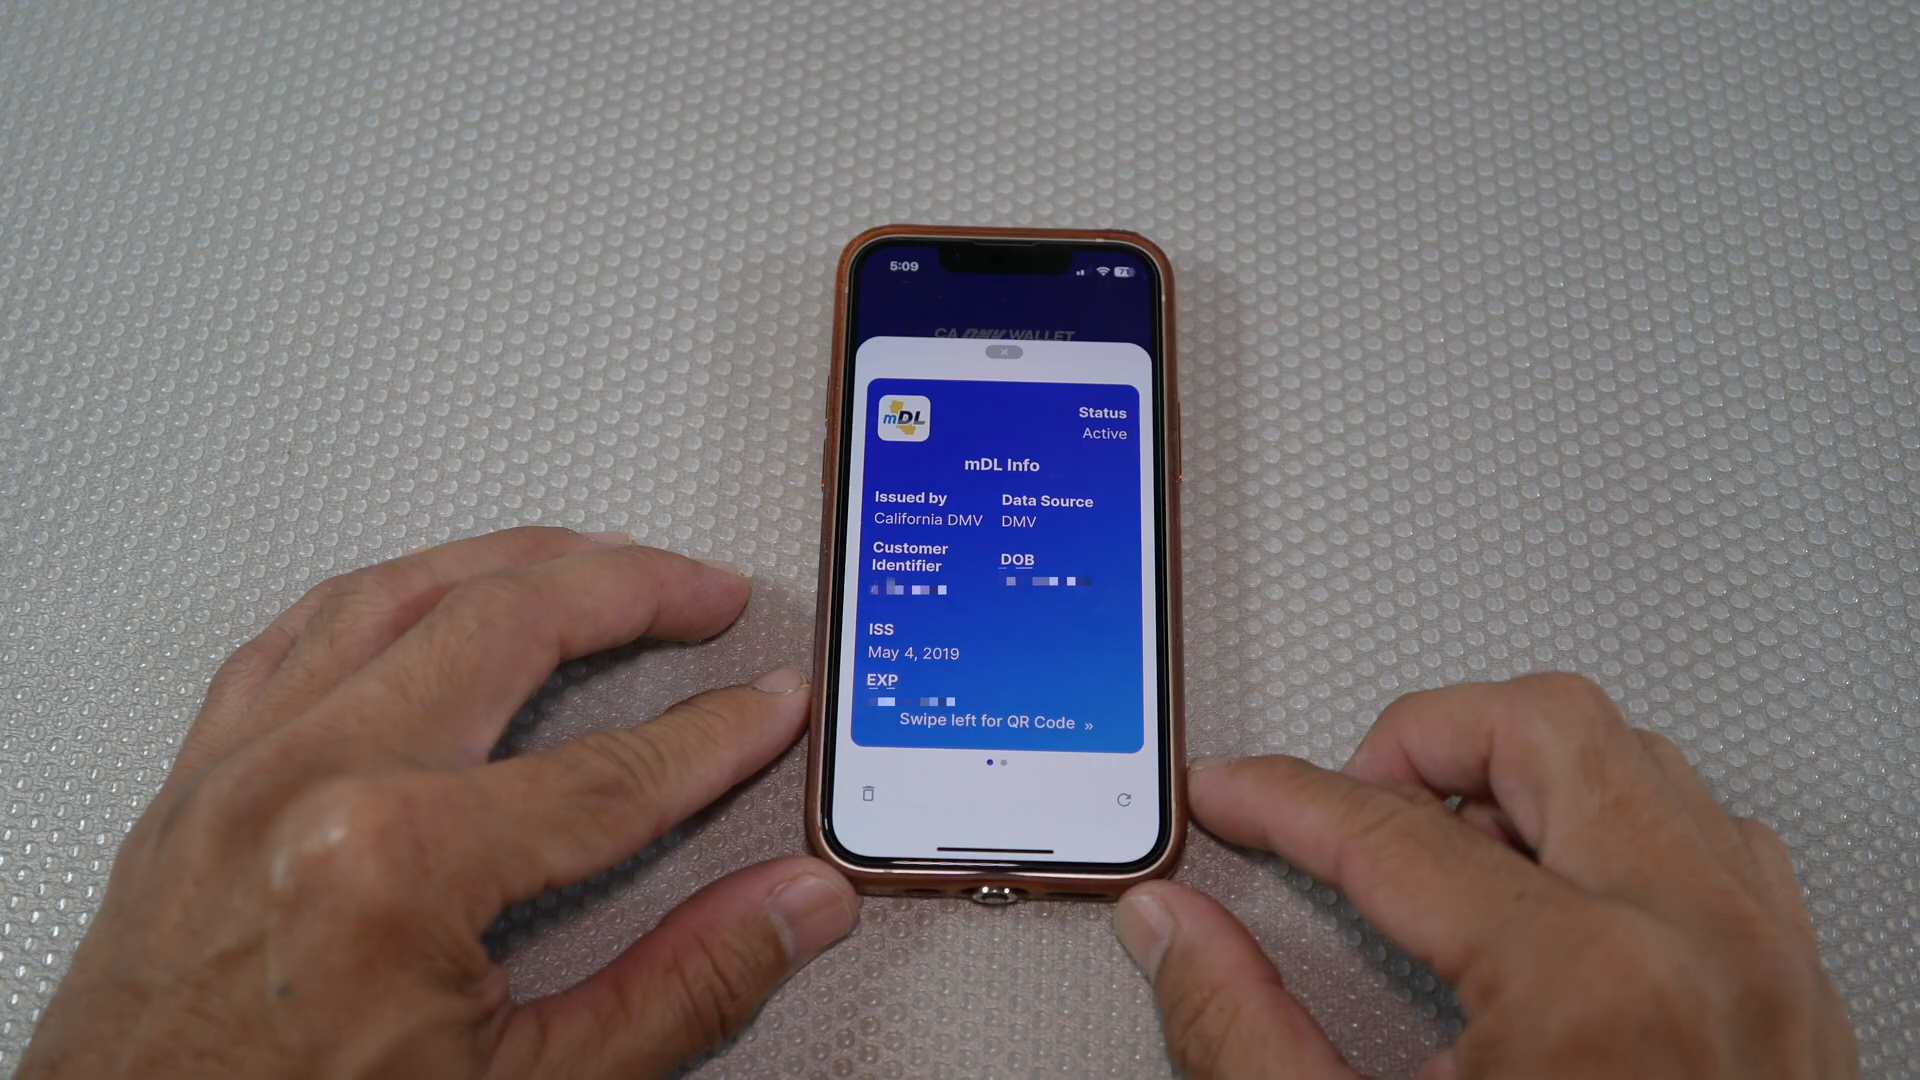 5:09
71
CA DMV WALLET
mDL
Status
Active
mDL Info
Issued by
California DMV
Data Source
DMV
Customer
Identifier
DOB
ISS
May 4, 2019
EXP
Swipe left for QR Code »